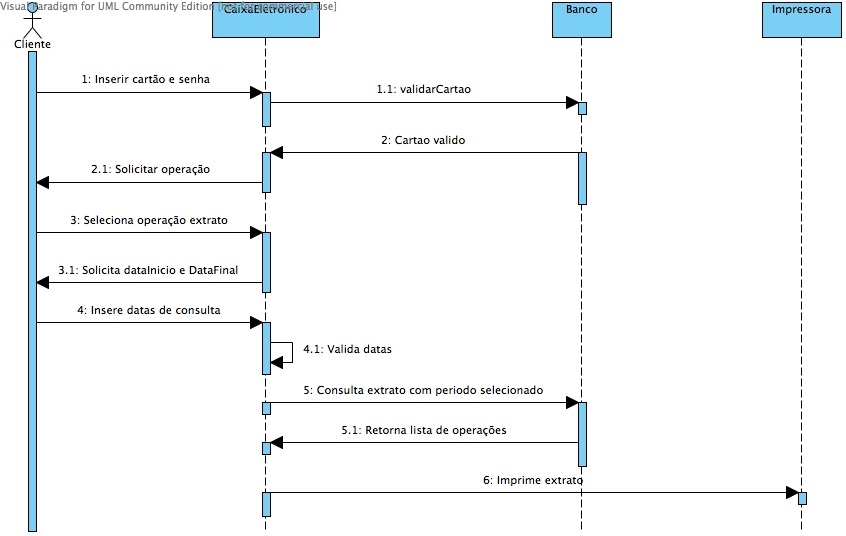 Visual Paradigm for UML Community Edition [not for commercial use]
CaixaEletronico
Banco
Impressora
Cliente
1: Inserir cartão e senha
1.1: validarCartao
2: Cartao valido
2.1: Solicitar operação
3: Seleciona operação extrato
3.1: Solicita dataInicio e DataFinal
4: Insere datas de consulta
4.1: Valida datas
5: Consulta extrato com periodo selecionado
5.1: Retorna lista de operações
6: Imprime extrato